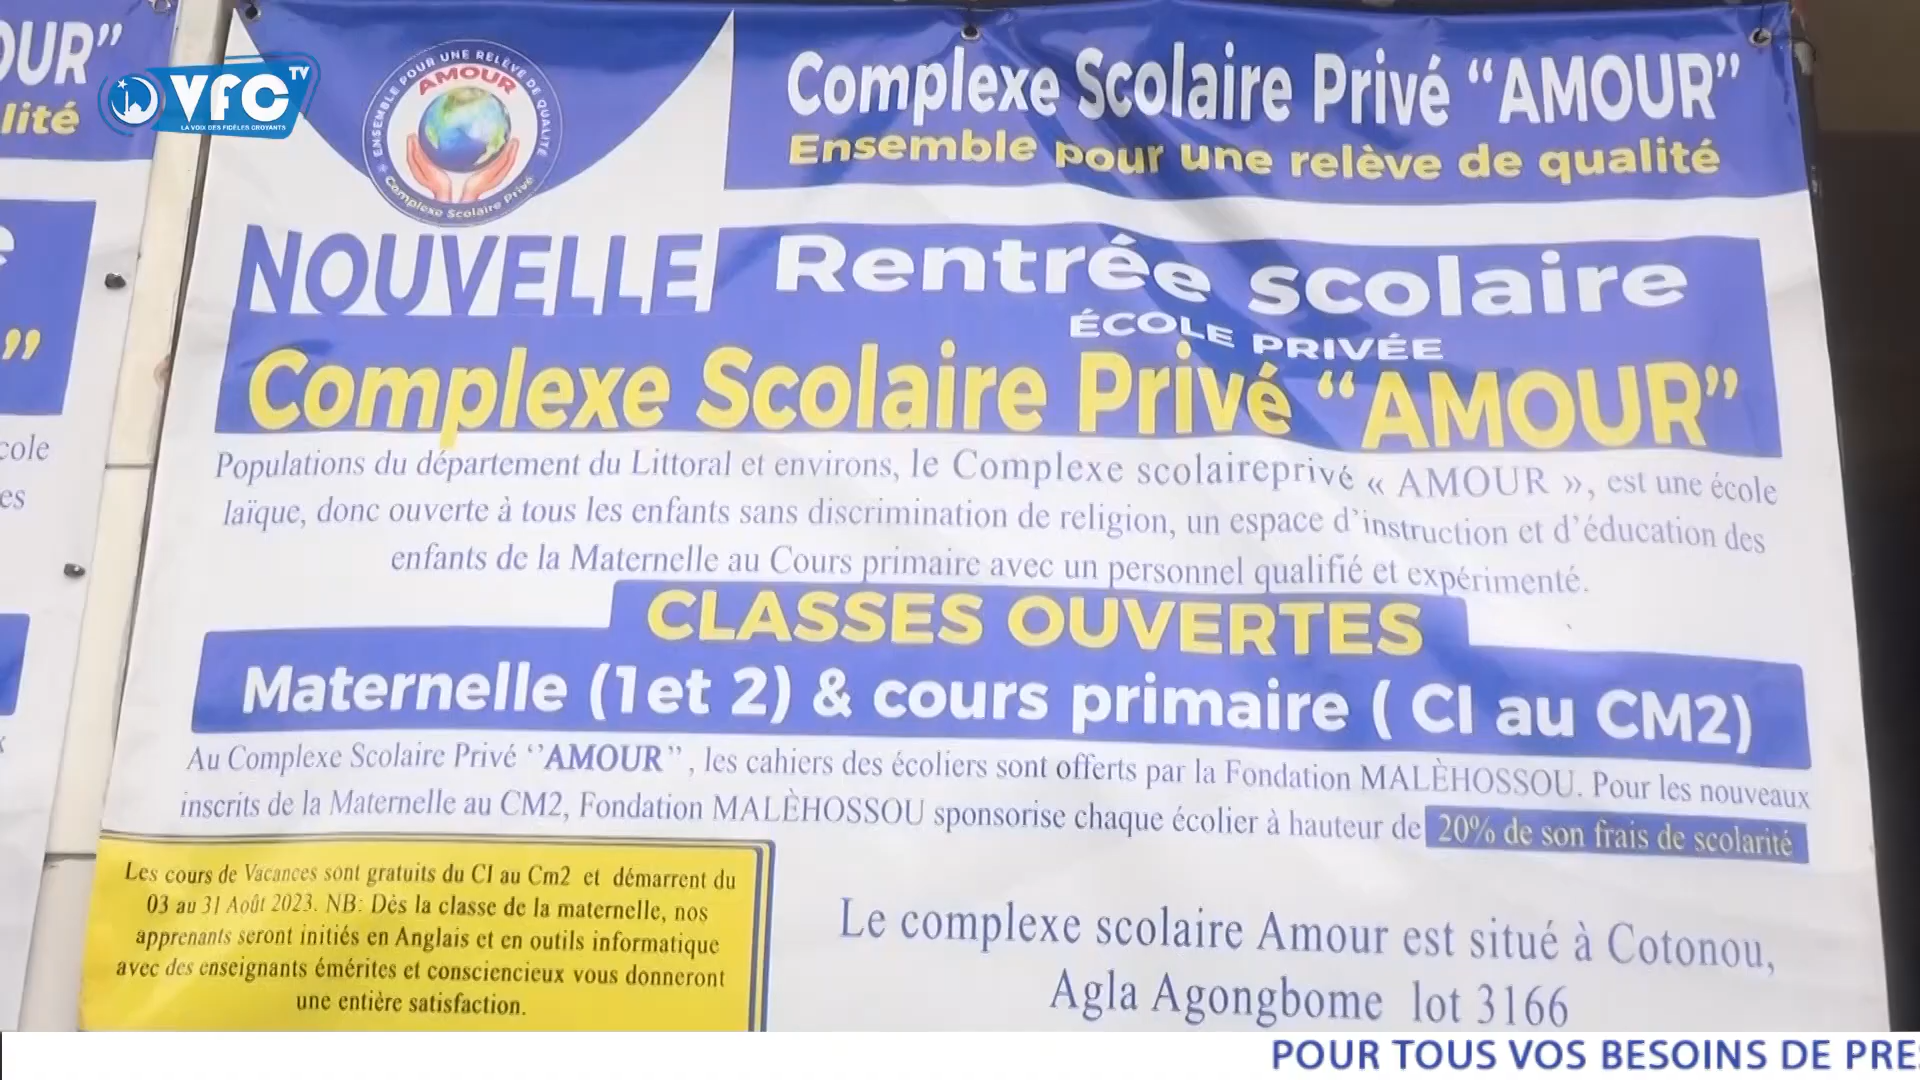 OUR”
lité
”
cole
es
VFC TV
LA VOIX DES FIDÈLES CROYANTS
ENSEMBLE POUR UNE RELÈVE DE QUALITÉ
AMOUR
Complexe Scolaire Privé
Complexe Scolaire Privé “AMOUR”
Ensemble pour une relève de qualité
NOUVELLE Rentrée scolaire
ÉCOLE PRIVÉE
Complexe Scolaire Privé “AMOUR”
Populations du département du Littoral et environs, le Complexe scolaireprivé « AMOUR », est une école
laïque, donc ouverte à tous les enfants sans discrimination de religion, un espace d’instruction et d’éducation des
enfants de la Maternelle au Cours primaire avec un personnel qualifié et expérimenté.
CLASSES OUVERTES
Maternelle (1et 2) & cours primaire ( CI au CM2)
Au Complexe Scolaire Privé ‘’AMOUR’’ , les cahiers des écoliers sont offerts par la Fondation MALÈHOSSOU. Pour les nouveaux
inscrits de la Maternelle au CM2, Fondation MALÈHOSSOU sponsorise chaque écolier à hauteur de 20% de son frais de scolarité
Les cours de Vacances sont gratuits du CI au Cm2 et démarrent du
03 au 31 Août 2023. NB: Dès la classe de la maternelle, nos
apprenants seront initiés en Anglais et en outils informatique
avec des enseignants émérites et consciencieux vous donneront
une entière satisfaction.
Le complexe scolaire Amour est situé à Cotonou,
Agla Agongbome lot 3166
POUR TOUS VOS BESOINS DE PRES